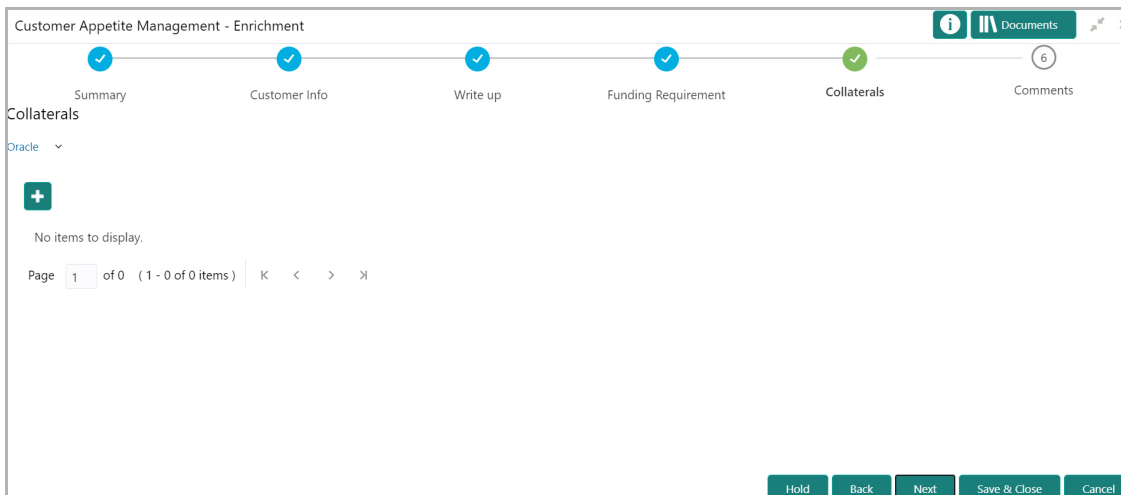 Customer Appetite Management - Enrichment
Documents
6
Summary
Customer Info
Write up
Funding Requirement
Collaterals
Comments
Collaterals
Oracle
No items to display.
Page 1 of 0 ( 1 - 0 of 0 items )
Hold Back Next Save & Close Cancel